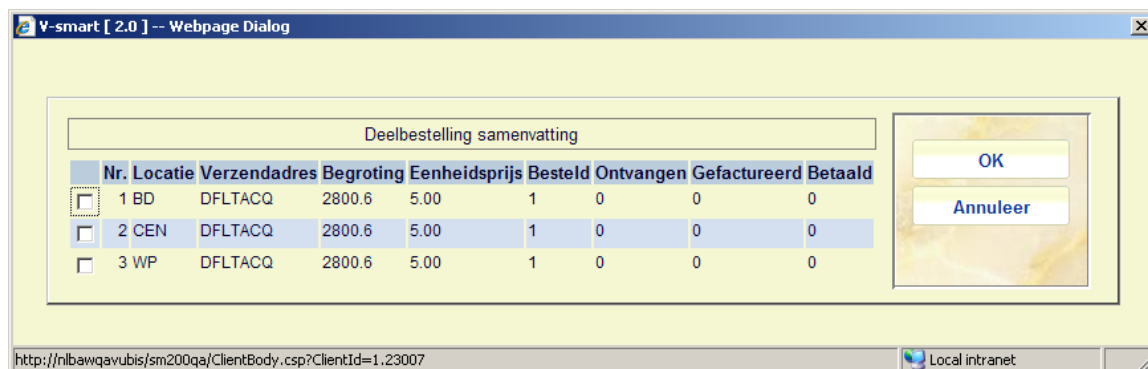 V-smart [ 2.0 ] -- Webpage Dialog
Deelbestelling samenvatting
Nr. Locatie Verzendadres Begroting Eenheidsprijs Besteld Ontvangen Gefactureerd Betaald
1 BD DFLTACQ 2800.6 5.00 1 0 0 0
2 CEN DFLTACQ 2800.6 5.00 1 0 0 0
3 WP DFLTACQ 2800.6 5.00 1 0 0 0
OK
Annuleer
http://nlbawqavubis/sm200qa/ClientBody.csp?ClientId=1.23007
Local intranet